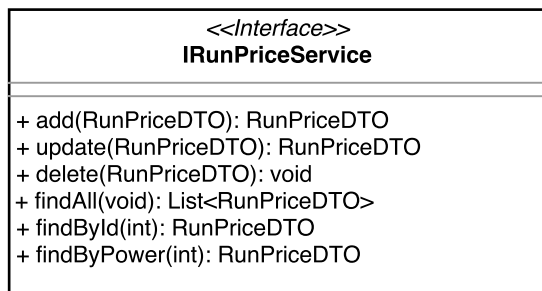 <<Interface>>
IRunPriceService
+ add(RunPriceDTO): RunPriceDTO
+ update(RunPriceDTO): RunPriceDTO
+ delete(RunPriceDTO): void
+ findAll(void): List<RunPriceDTO>
+ findById(int): RunPriceDTO
+ findByPower(int): RunPriceDTO